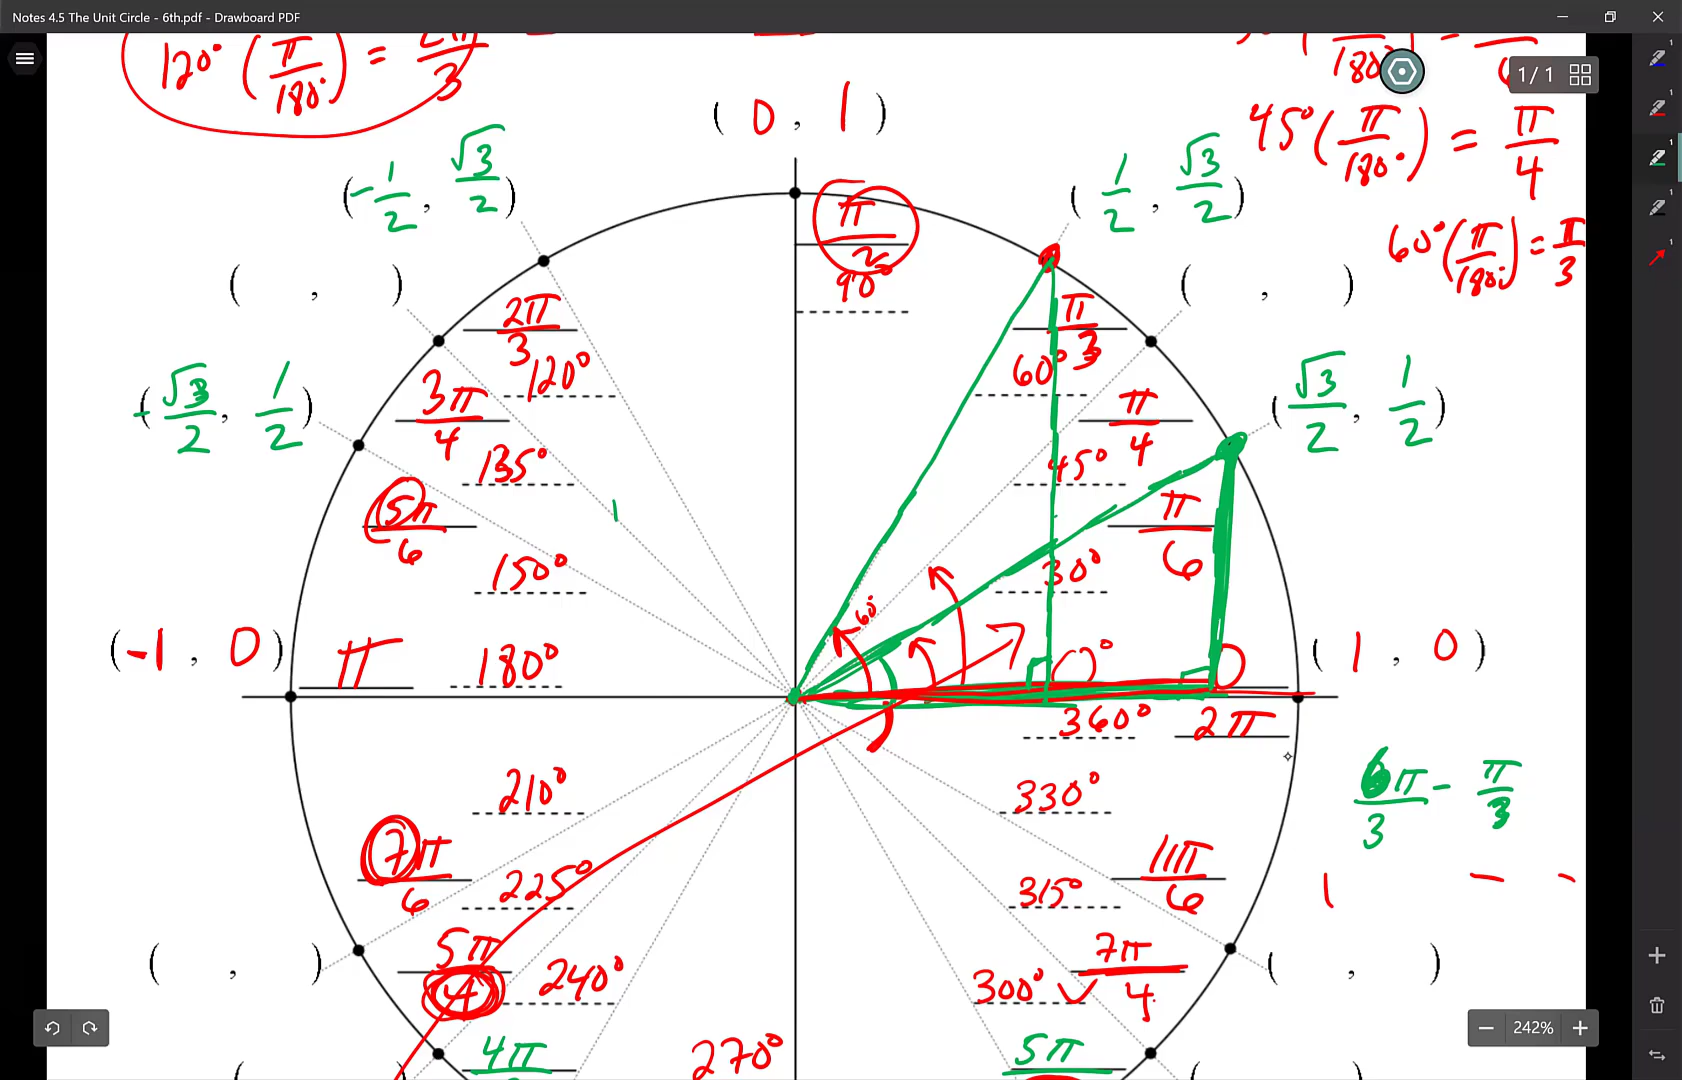 Notes 4.5 The Unit Circle - 6th.pdf - Drawboard PDF
120° (π/180°) = 2π/3
1 / 1
45° (π/180°) = π/4
60° (π/180°) = π/3
(0, 1)
(-1/2, √3/2)
(1/2, √3/2)
( , )
( , )
π/2
90°
2π/3
120°
π/3
60°
(-√3/2, 1/2)
(√3/2, 1/2)
3π/4
135°
π/4
45°
5π/6
150°
π/6
30°
60°
(-1, 0)
π
180°
0°
0
(1, 0)
360°
2π
6π/3 - π/3
210°
7π/6
330°
11π/6
225°
5π/4
315°
7π/4
240°
300°
( , )
( , )
270°
4π
5π
242%